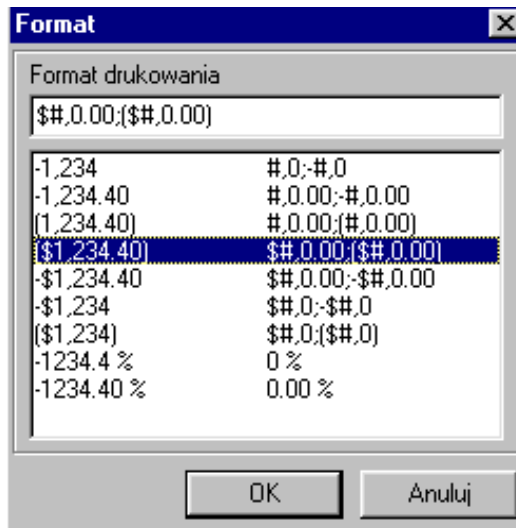 Format
Format drukowania
$#,0.00;($#,0.00)
-1,234 #,0;-#,0
-1,234.40 #,0.00;-#,0.00
(1,234.40) #,0.00;(#,0.00)
($1,234.40) $#,0.00;($#,0.00)
-$1,234.40 $#,0.00;-$#,0.00
-$1,234 $#,0;-$#,0
($1,234) $#,0;($#,0)
-1234.4 % 0 %
-1234.40 % 0.00 %
OK Anuluj